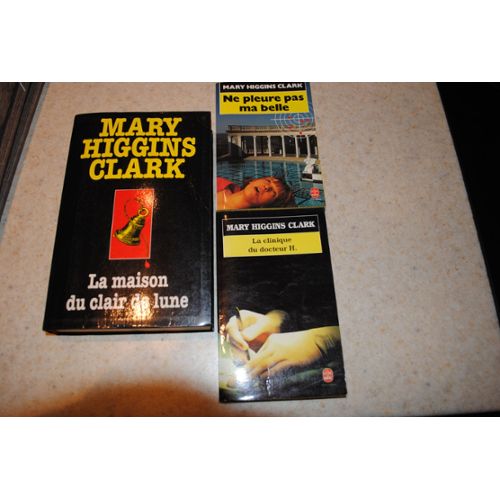 MARY
HIGGINS
CLARK
La maison
du clair de lune
MARY HIGGINS CLARK
Ne pleure pas
ma belle
MARY HIGGINS CLARK
La clinique
du docteur H.